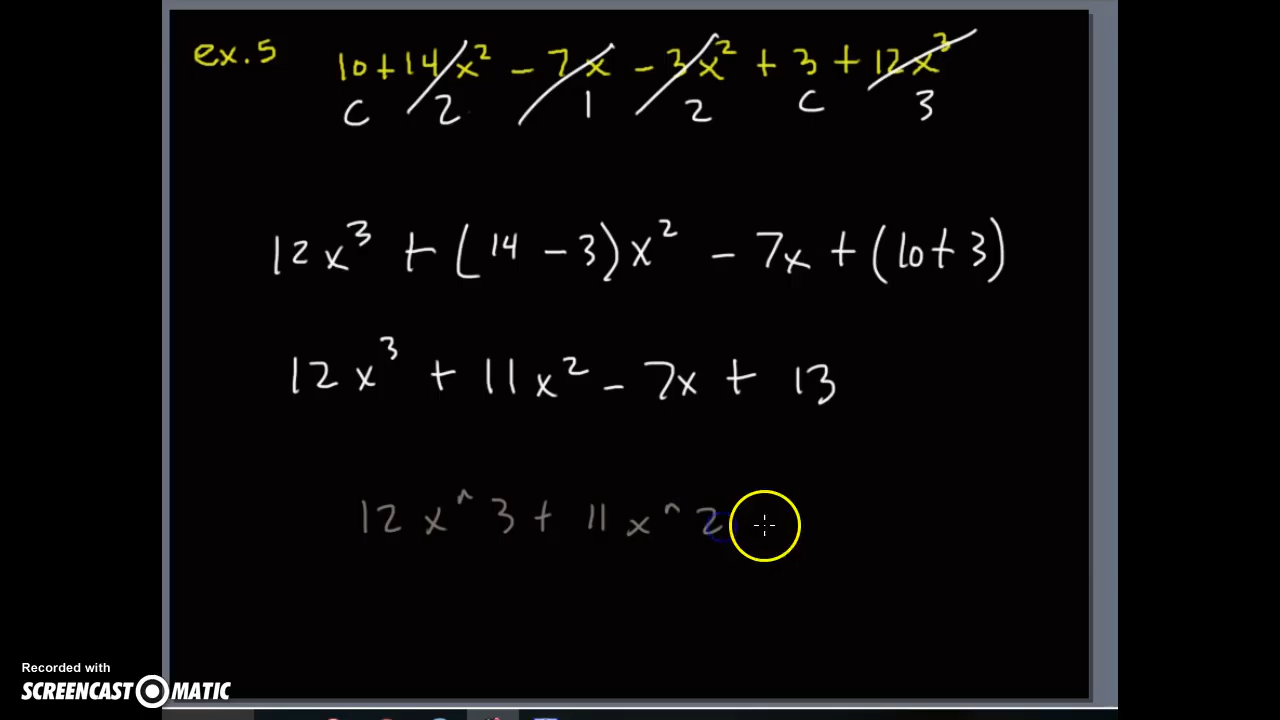 ex.5 10 + 14x² - 7x - 3x² + 3 + 12x³
C 2 1 2 C 3
12x³ + (14 - 3)x² - 7x + (10 + 3)
12x³ + 11x² - 7x + 13
12x^3 + 11x^2
Recorded with
SCREENCAST O MATIC